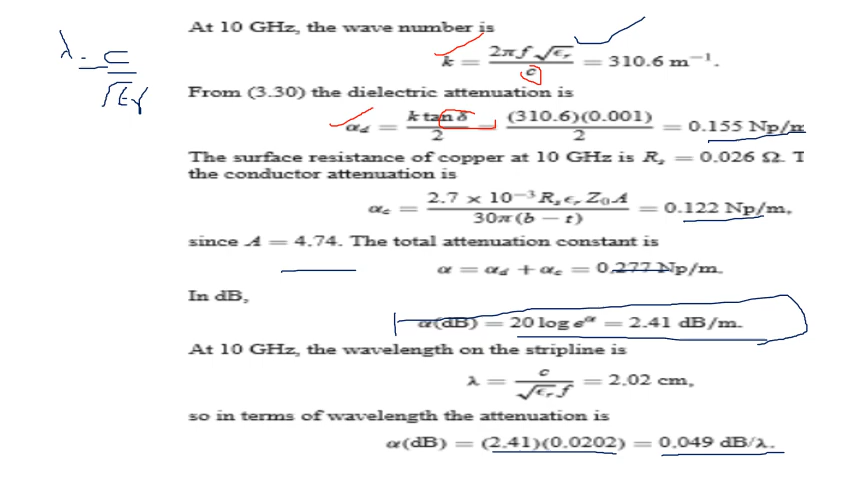 At 10 GHz, the wave number is
λ = c / √ϵr
k = 2πf√ϵr / c = 310.6 m⁻¹.
From (3.30) the dielectric attenuation is
αd = k tan δ / 2 = (310.6)(0.001) / 2 = 0.155 Np/m
The surface resistance of copper at 10 GHz is Rs = 0.026 Ω. T
the conductor attenuation is
αc = 2.7 × 10⁻³ Rs ϵr Z0 A / 30π(b − t) = 0.122 Np/m,
since A = 4.74. The total attenuation constant is
α = αd + αc = 0.277 Np/m.
In dB,
α(dB) = 20 log e^α = 2.41 dB/m.
At 10 GHz, the wavelength on the stripline is
λ = c / √ϵr f = 2.02 cm,
so in terms of wavelength the attenuation is
α(dB) = (2.41)(0.0202) = 0.049 dB/λ.